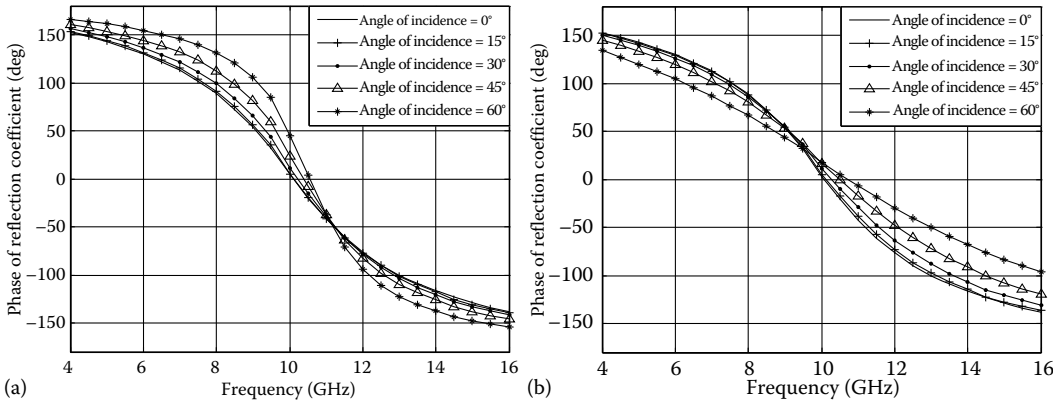 Phase of reflection coefficient (deg)
150
100
50
0
−50
−100
−150
Angle of incidence = 0°
Angle of incidence = 15°
Angle of incidence = 30°
Angle of incidence = 45°
Angle of incidence = 60°
4 6 8 10 12 14 16
(a) Frequency (GHz)
Phase of reflection coefficient (deg)
150
100
50
0
−50
−100
−150
Angle of incidence = 0°
Angle of incidence = 15°
Angle of incidence = 30°
Angle of incidence = 45°
Angle of incidence = 60°
4 6 8 10 12 14 16
(b) Frequency (GHz)